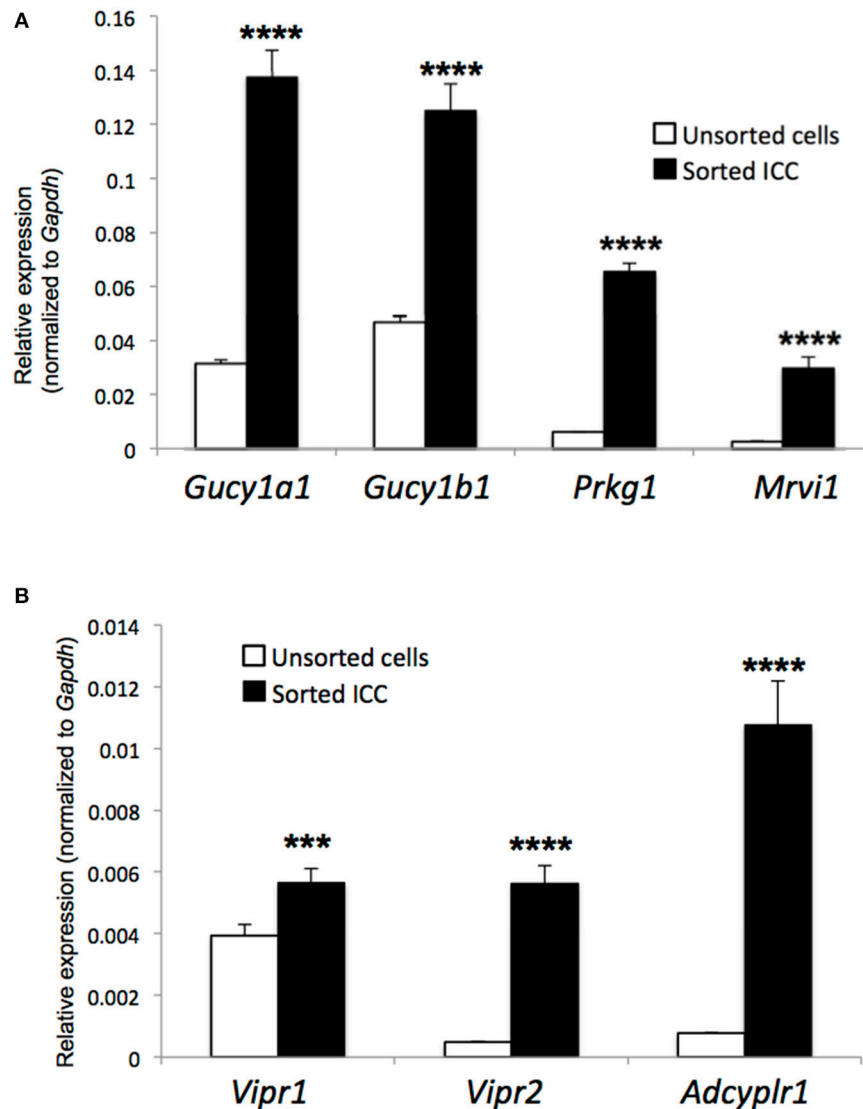 A
Relative expression
(normalized to Gapdh)
0.16
0.14
0.12
0.1
0.08
0.06
0.04
0.02
0
****
****
****
****
Unsorted cells
Sorted ICC
Gucy1a1 Gucy1b1 Prkg1 Mrvi1
B
Relative expression (normalized to Gapdh)
0.014
0.012
0.01
0.008
0.006
0.004
0.002
0
Unsorted cells
Sorted ICC
***
****
****
Vipr1 Vipr2 Adcyplr1